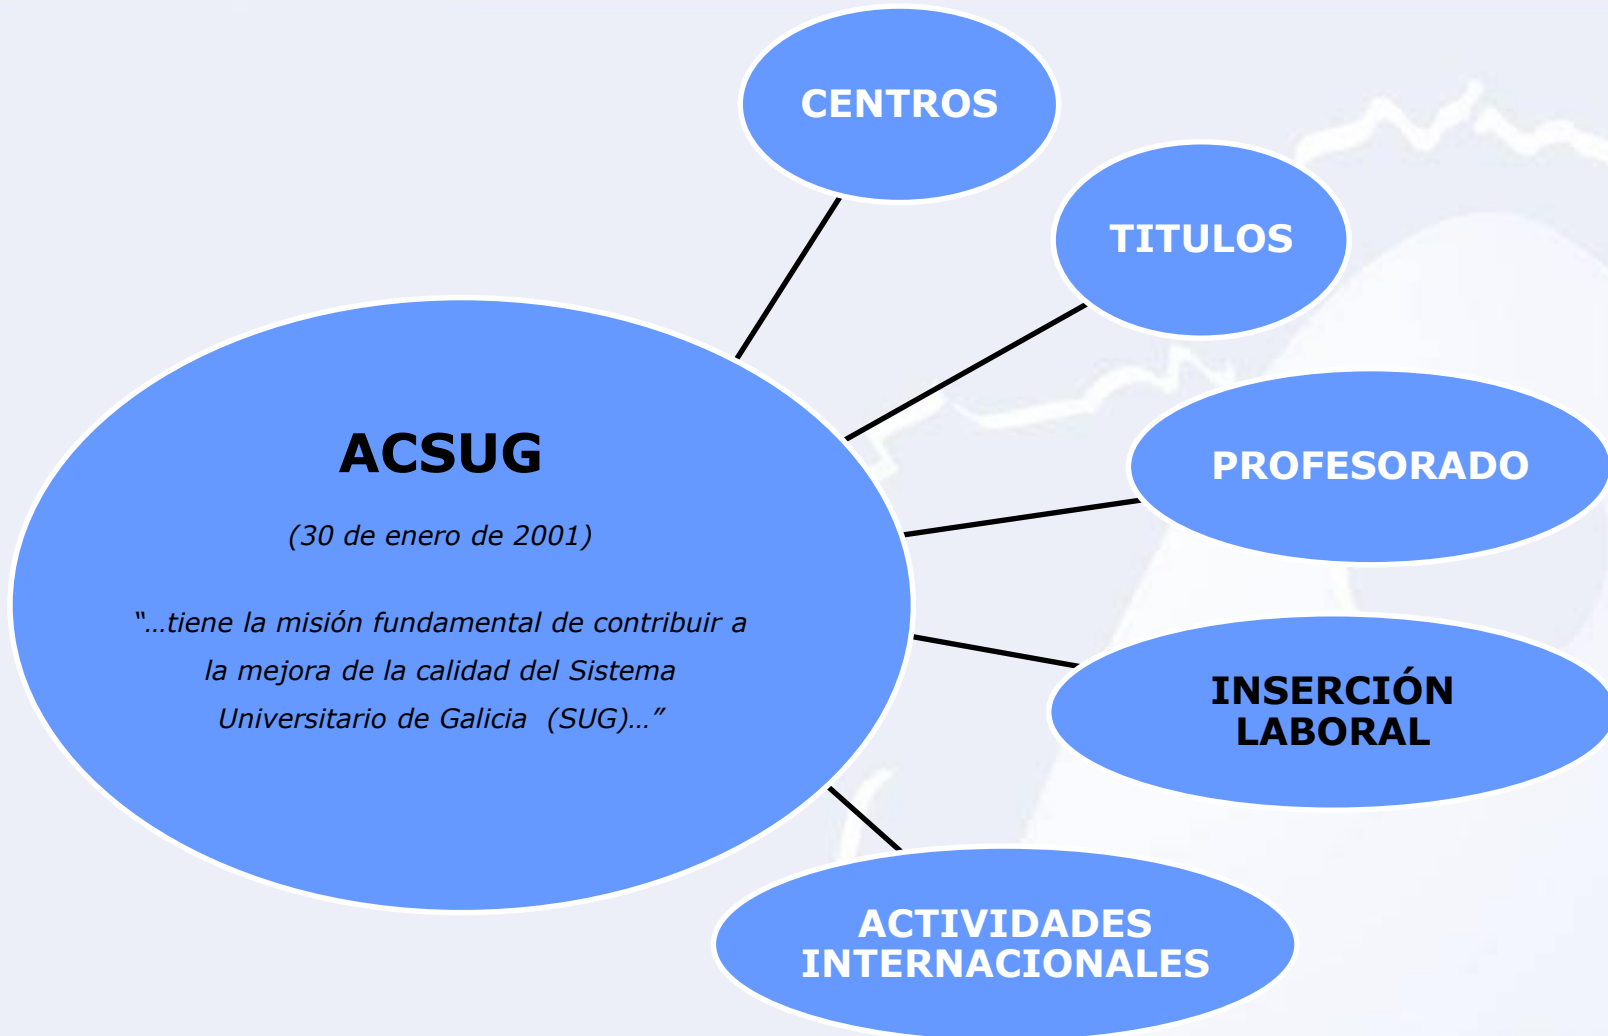 CENTROS
TITULOS
ACSUG
(30 de enero de 2001)
“…tiene la misión fundamental de contribuir a
la mejora de la calidad del Sistema
Universitario de Galicia  (SUG)…”
PROFESORADO
INSERCIÓN
LABORAL
ACTIVIDADES
INTERNACIONALES